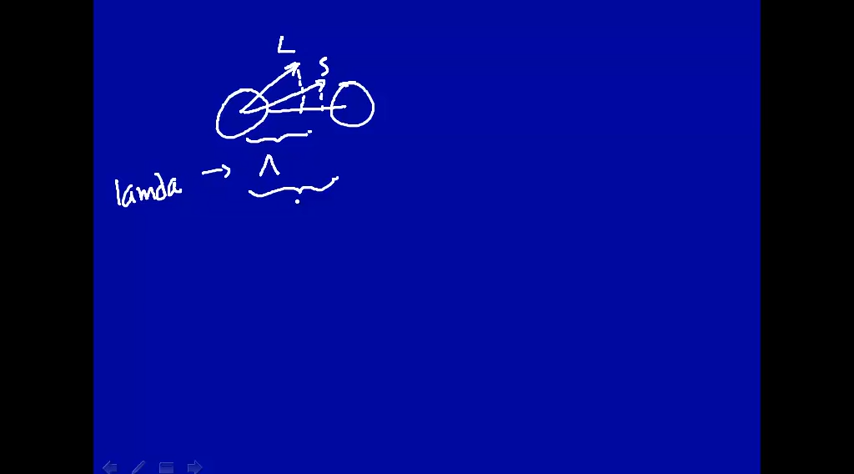 L
S
lamda → Λ